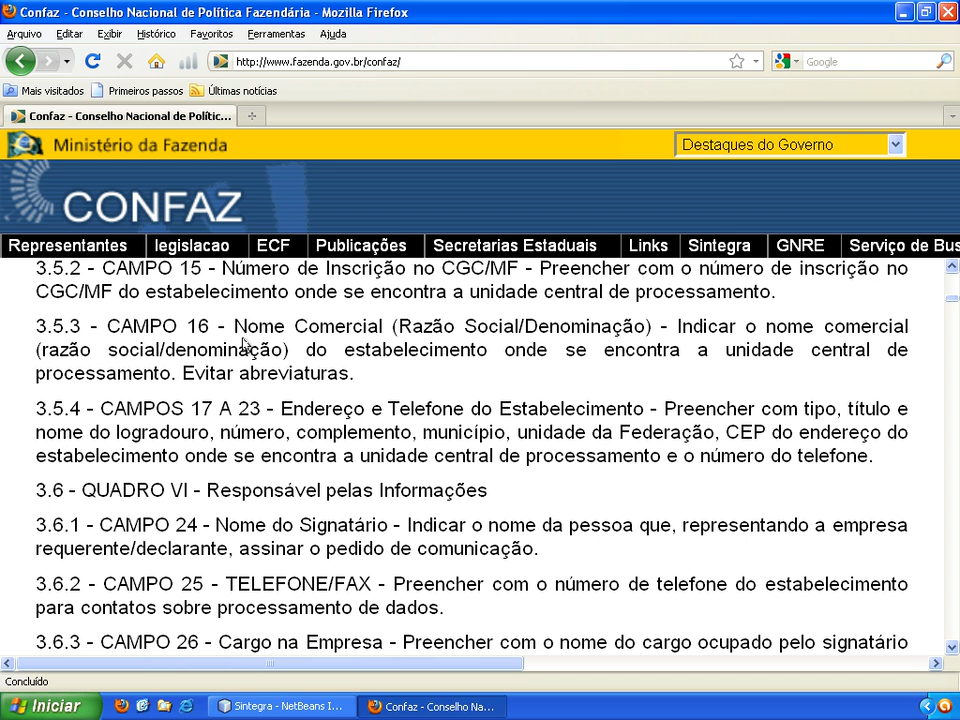 Confaz - Conselho Nacional de Política Fazendária - Mozilla Firefox
Arquivo Editar Exibir Histórico Favoritos Ferramentas Ajuda
http://www.fazenda.gov.br/confaz/ Google
Mais visitados Primeiros passos Últimas notícias
Confaz - Conselho Nacional de Polític...
Ministério da Fazenda Destaques do Governo
CONFAZ
Representantes legislacao ECF Publicações Secretarias Estaduais Links Sintegra GNRE Serviço de Bus
3.5.2 - CAMPO 15 - Número de Inscrição no CGC/MF - Preencher com o número de inscrição no
CGC/MF do estabelecimento onde se encontra a unidade central de processamento.
3.5.3 - CAMPO 16 - Nome Comercial (Razão Social/Denominação) - Indicar o nome comercial
(razão social/denominação) do estabelecimento onde se encontra a unidade central de
processamento. Evitar abreviaturas.
3.5.4 - CAMPOS 17 A 23 - Endereço e Telefone do Estabelecimento - Preencher com tipo, título e
nome do logradouro, número, complemento, município, unidade da Federação, CEP do endereço do
estabelecimento onde se encontra a unidade central de processamento e o número do telefone.
3.6 - QUADRO VI - Responsável pelas Informações
3.6.1 - CAMPO 24 - Nome do Signatário - Indicar o nome da pessoa que, representando a empresa
requerente/declarante, assinar o pedido de comunicação.
3.6.2 - CAMPO 25 - TELEFONE/FAX - Preencher com o número de telefone do estabelecimento
para contatos sobre processamento de dados.
3.6.3 - CAMPO 26 - Cargo na Empresa - Preencher com o nome do cargo ocupado pelo signatário
Concluído
Iniciar Sintegra - NetBeans I... Confaz - Conselho Na...